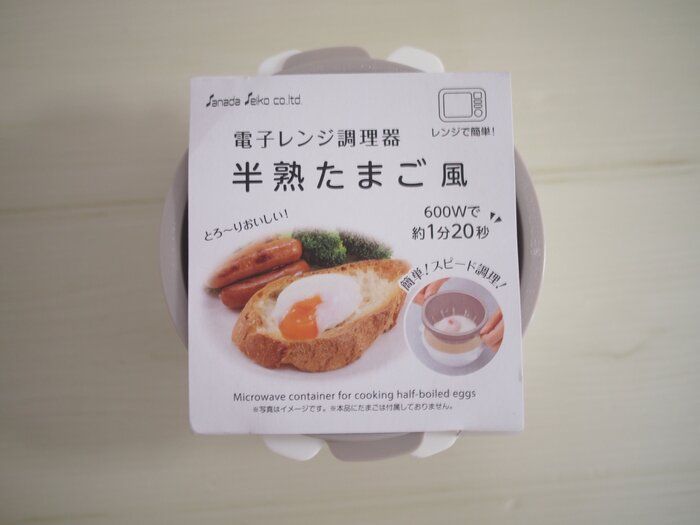 Sanada Seiko co.ltd.
レンジで簡単!
電子レンジ調理器
半熟たまご風
とろ〜りおいしい!
600Wで
約1分20秒
簡単!スピード調理!
Microwave container for cooking half-boiled eggs
※写真はイメージです。※本品にたまごは付属しておりません。